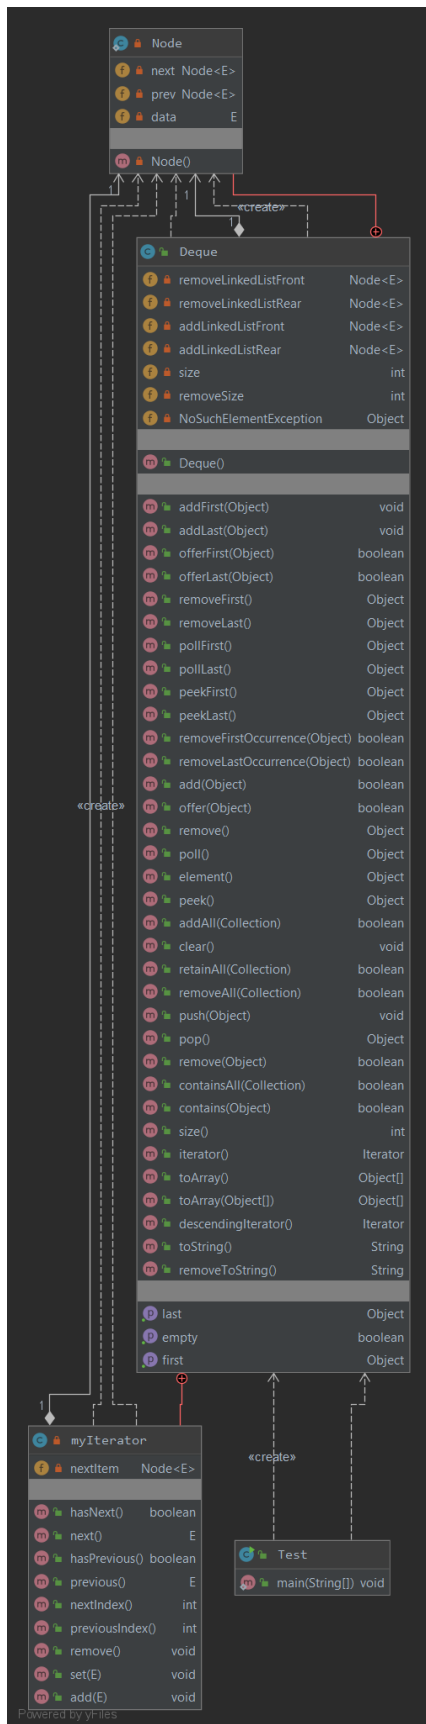 Node
next Node<E>
prev Node<E>
data E
Node()
1
1
«create»
Deque
removeLinkedListFront Node<E>
removeLinkedListRear Node<E>
addLinkedListFront Node<E>
addLinkedListRear Node<E>
size int
removeSize int
NoSuchElementException Object
Deque()
addFirst(Object) void
addLast(Object) void
offerFirst(Object) boolean
offerLast(Object) boolean
removeFirst() Object
removeLast() Object
pollFirst() Object
pollLast() Object
peekFirst() Object
peekLast() Object
removeFirstOccurrence(Object) boolean
removeLastOccurrence(Object) boolean
add(Object) boolean
offer(Object) boolean
«create»
remove() Object
poll() Object
element() Object
peek() Object
addAll(Collection) boolean
clear() void
retainAll(Collection) boolean
removeAll(Collection) boolean
push(Object) void
pop() Object
remove(Object) boolean
containsAll(Collection) boolean
contains(Object) boolean
size() int
iterator() Iterator
toArray() Object[]
toArray(Object[]) Object[]
descendingIterator() Iterator
toString() String
removeToString() String
last Object
empty boolean
first Object
1
myIterator
nextItem Node<E>
hasNext() boolean
next() E
hasPrevious() boolean
previous() E
nextIndex() int
previousIndex() int
remove() void
set(E) void
add(E) void
«create»
Test
main(String[]) void
Powered by yFiles